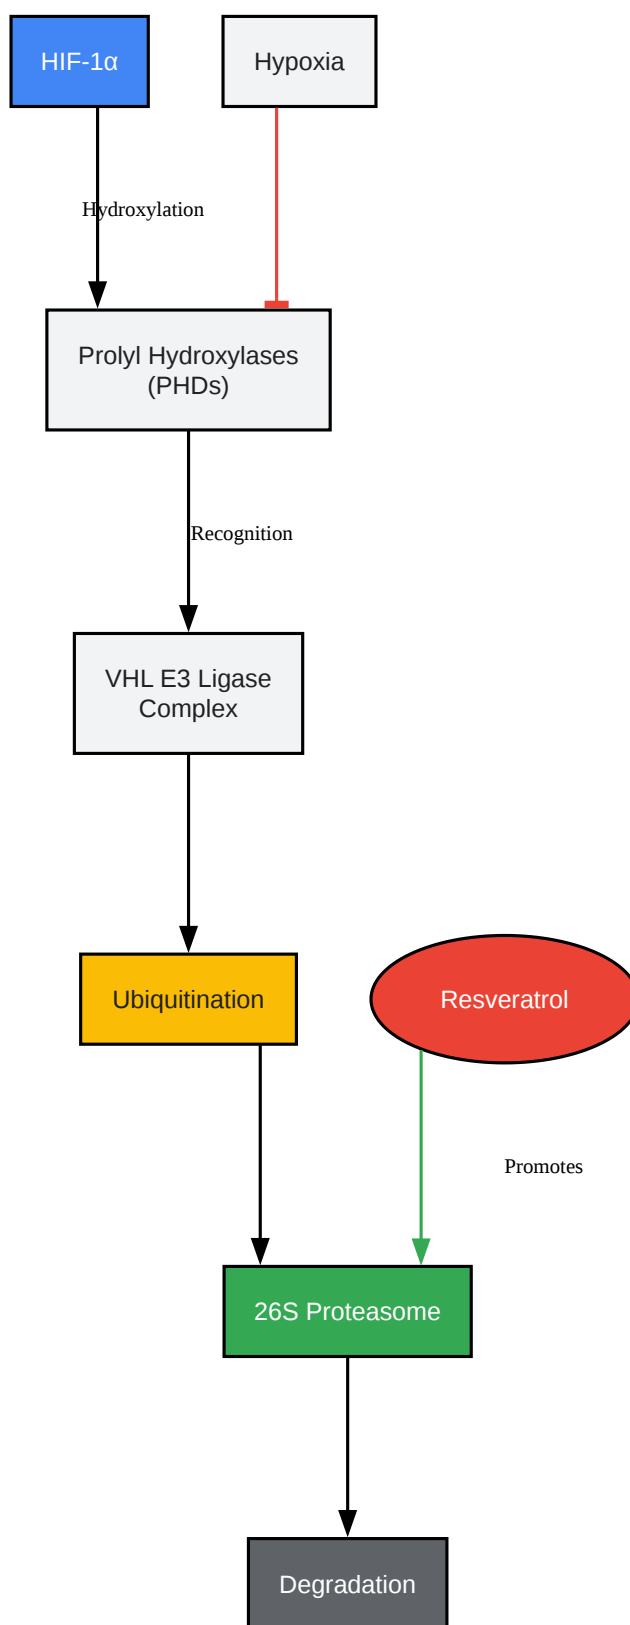 HIF-1α
Hypoxia
Hydroxylation
Prolyl Hydroxylases
(PHDs)
Recognition
VHL E3 Ligase
Complex
Ubiquitination
Resveratrol
Promotes
26S Proteasome
Degradation